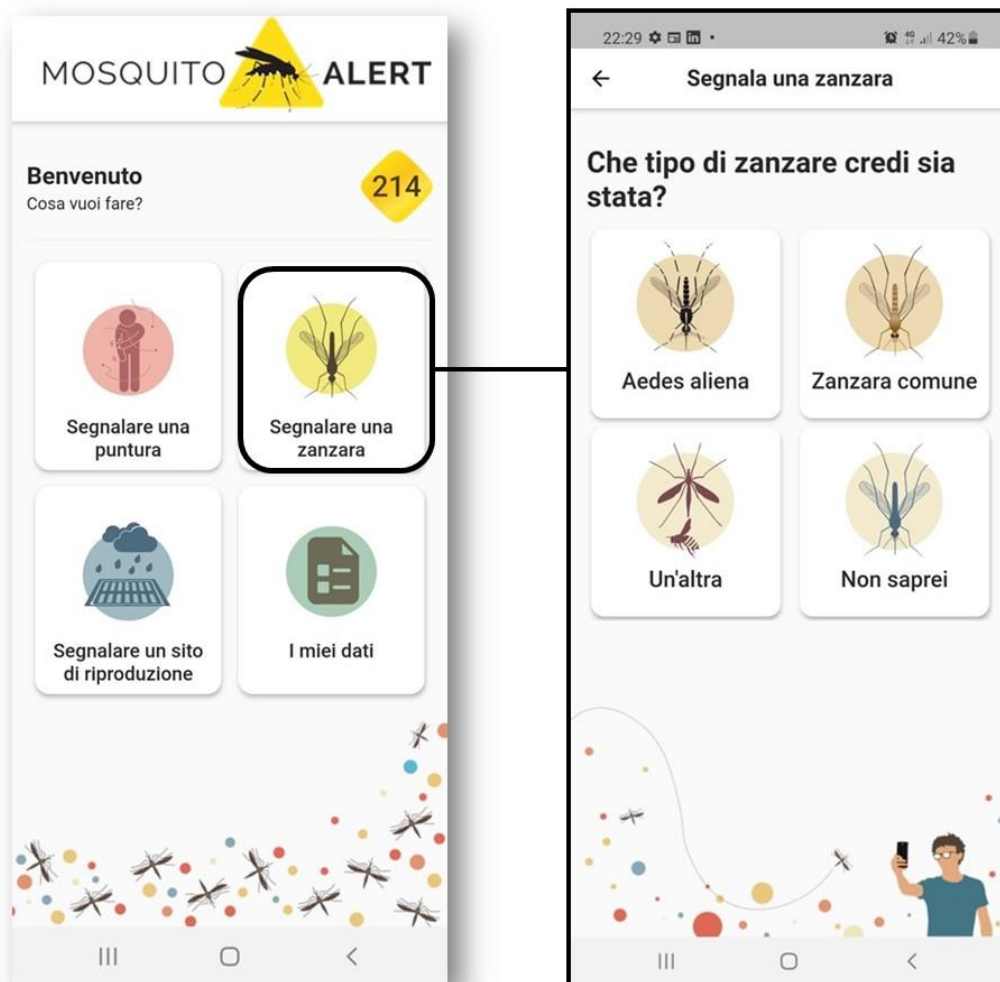 MOSQUITO ALERT
Benvenuto
Cosa vuoi fare?
214
Segnalare una
puntura
Segnalare una
zanzara
Segnalare un sito
di riproduzione
I miei dati
22:29
4G
42%
Segnala una zanzara
Che tipo di zanzare credi sia
stata?
Aedes aliena
Zanzara comune
Un'altra
Non saprei